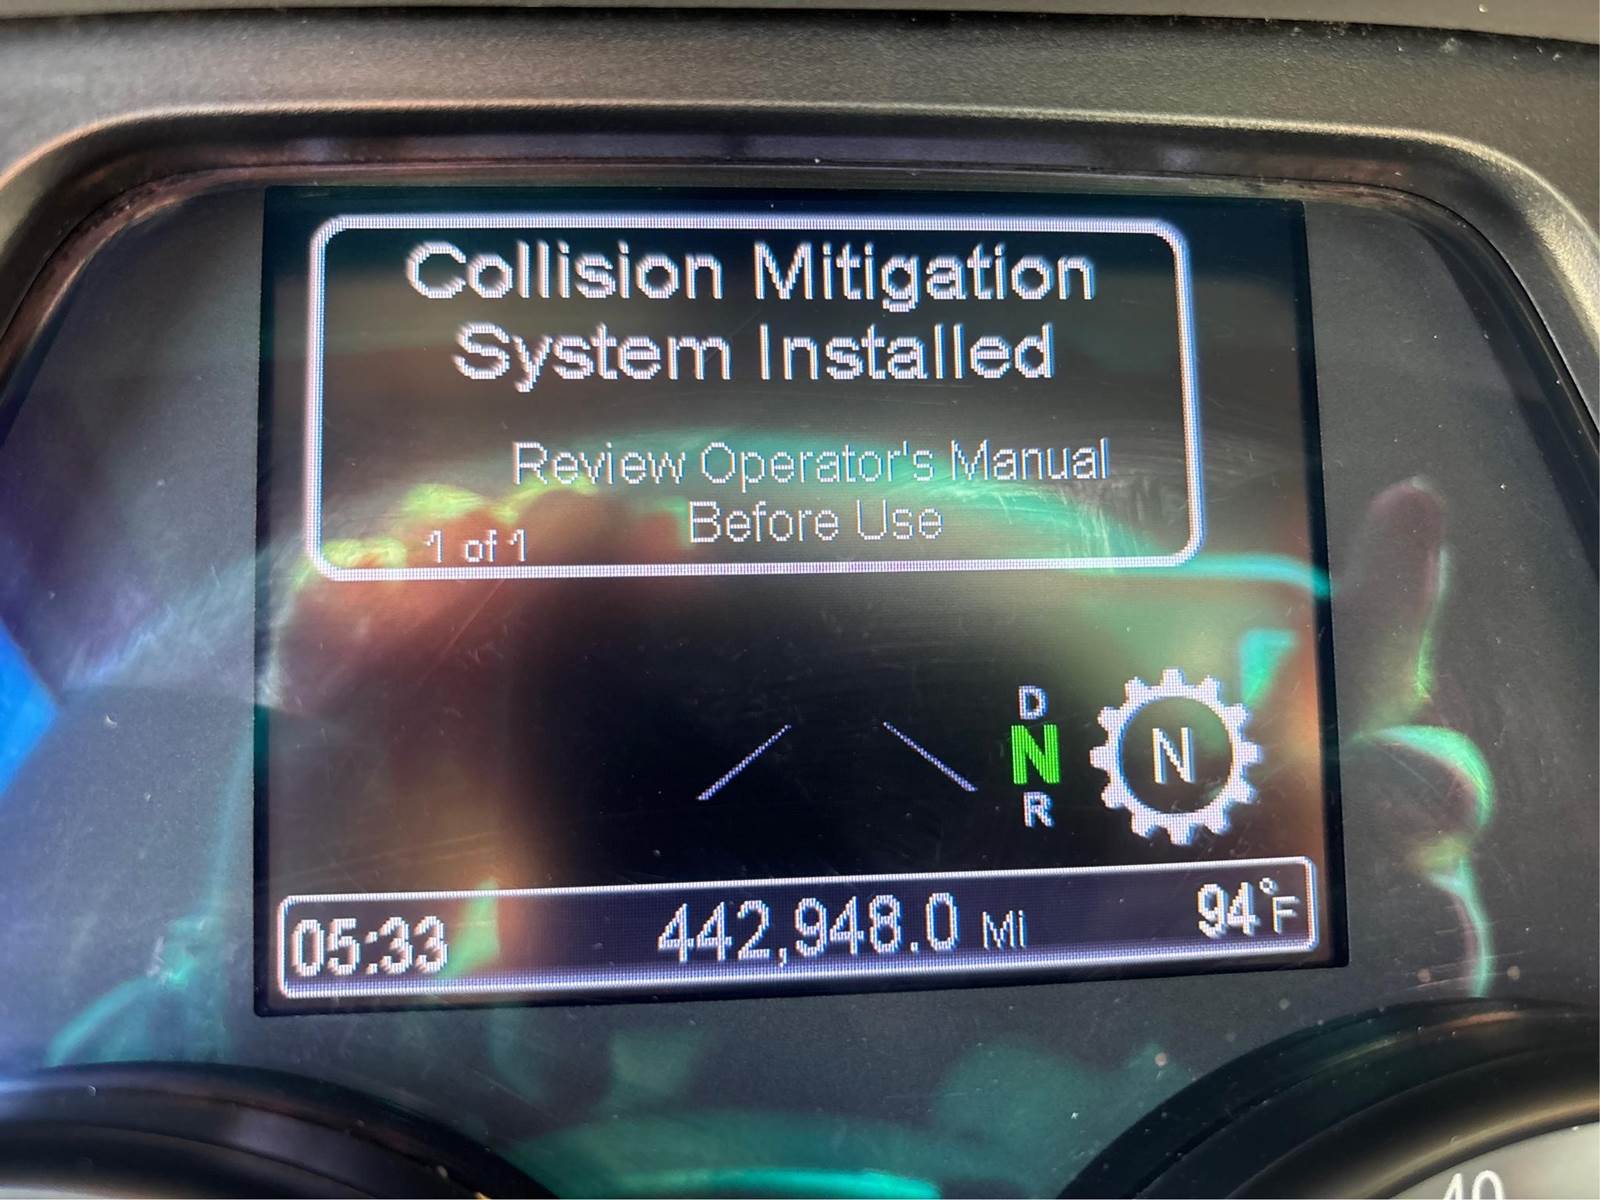 Collision Mitigation
System Installed
Review Operator's Manual
Before Use
1 of 1
D
N
R
N
05:33
442,948.0 Mi
94°F
40